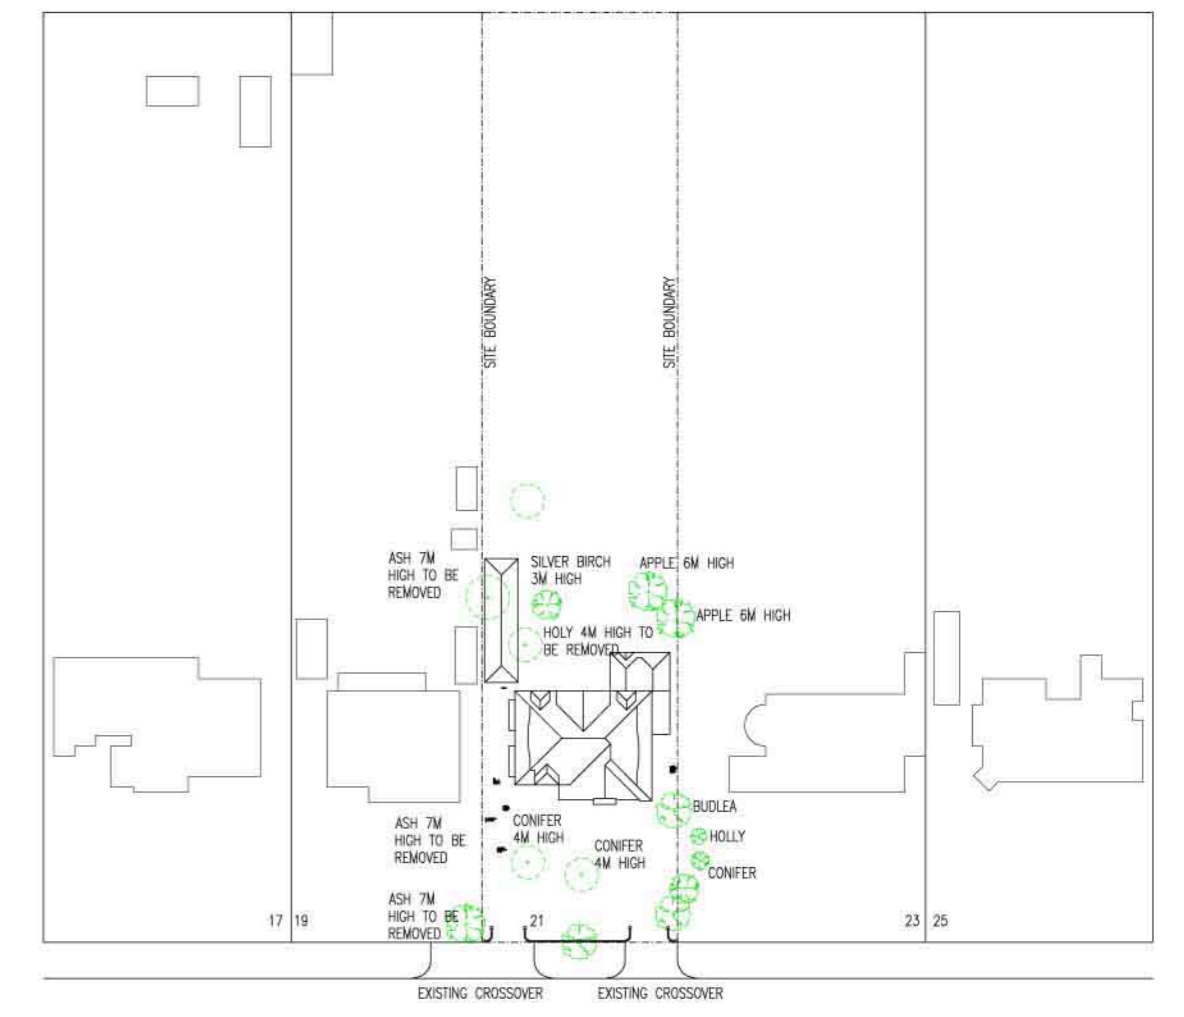 SITE BOUNDARY
SITE BOUNDARY
ASH 7M
HIGH TO BE
REMOVED
SILVER BIRCH
3M HIGH
APPLE 6M HIGH
APPLE 6M HIGH
HOLY 4M HIGH TO
BE REMOVED
BUDLEA
ASH 7M
HIGH TO BE
REMOVED
CONIFER
4M HIGH
CONIFER
4M HIGH
HOLLY
CONIFER
ASH 7M
HIGH TO BE
REMOVED
17 19
21
23 25
EXISTING CROSSOVER
EXISTING CROSSOVER